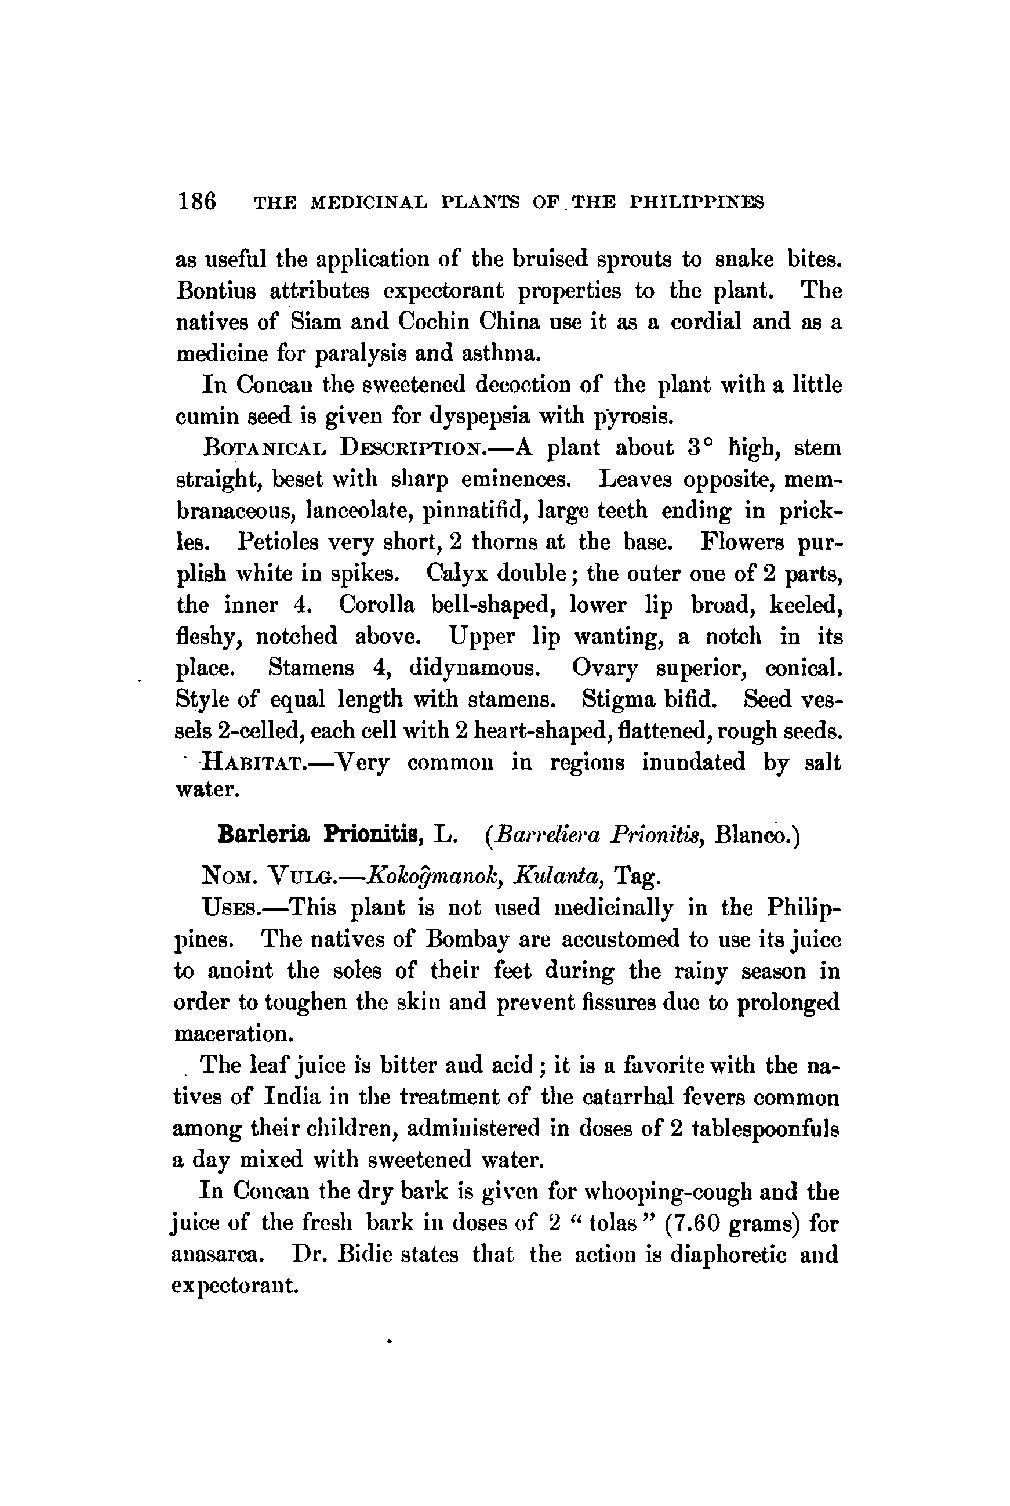 186 THE MEDICINAL PLANTS OF THE PHILIPPINES
as useful the application of the bruised sprouts to snake bites.
Bontius attributes expectorant properties to the plant. The
natives of Siam and Cochin China use it as a cordial and as a
medicine for paralysis and asthma.
In Concan the sweetened decoction of the plant with a little
cumin seed is given for dyspepsia with pyrosis.
BOTANICAL DESCRIPTION.—A plant about 3° high, stem
straight, beset with sharp eminences. Leaves opposite, mem-
branaceous, lanceolate, pinnatifid, large teeth ending in prick-
les. Petioles very short, 2 thorns at the base. Flowers pur-
plish white in spikes. Calyx double; the outer one of 2 parts,
the inner 4. Corolla bell-shaped, lower lip broad, keeled,
fleshy, notched above. Upper lip wanting, a notch in its
place. Stamens 4, didynamous. Ovary superior, conical.
Style of equal length with stamens. Stigma bifid. Seed ves-
sels 2-celled, each cell with 2 heart-shaped, flattened, rough seeds.
HABITAT.—Very common in regions inundated by salt
water.
Barleria Prionitis, L. (Barreliera Prionitis, Blanco.)
NOM. VULG.—Kokoĝmanok, Kulanta, Tag.
USES.—This plant is not used medicinally in the Philip-
pines. The natives of Bombay are accustomed to use its juice
to anoint the soles of their feet during the rainy season in
order to toughen the skin and prevent fissures due to prolonged
maceration.
The leaf juice is bitter and acid; it is a favorite with the na-
tives of India in the treatment of the catarrhal fevers common
among their children, administered in doses of 2 tablespoonfuls
a day mixed with sweetened water.
In Concan the dry bark is given for whooping-cough and the
juice of the fresh bark in doses of 2 “tolas” (7.60 grams) for
anasarca. Dr. Bidie states that the action is diaphoretic and
expectorant.